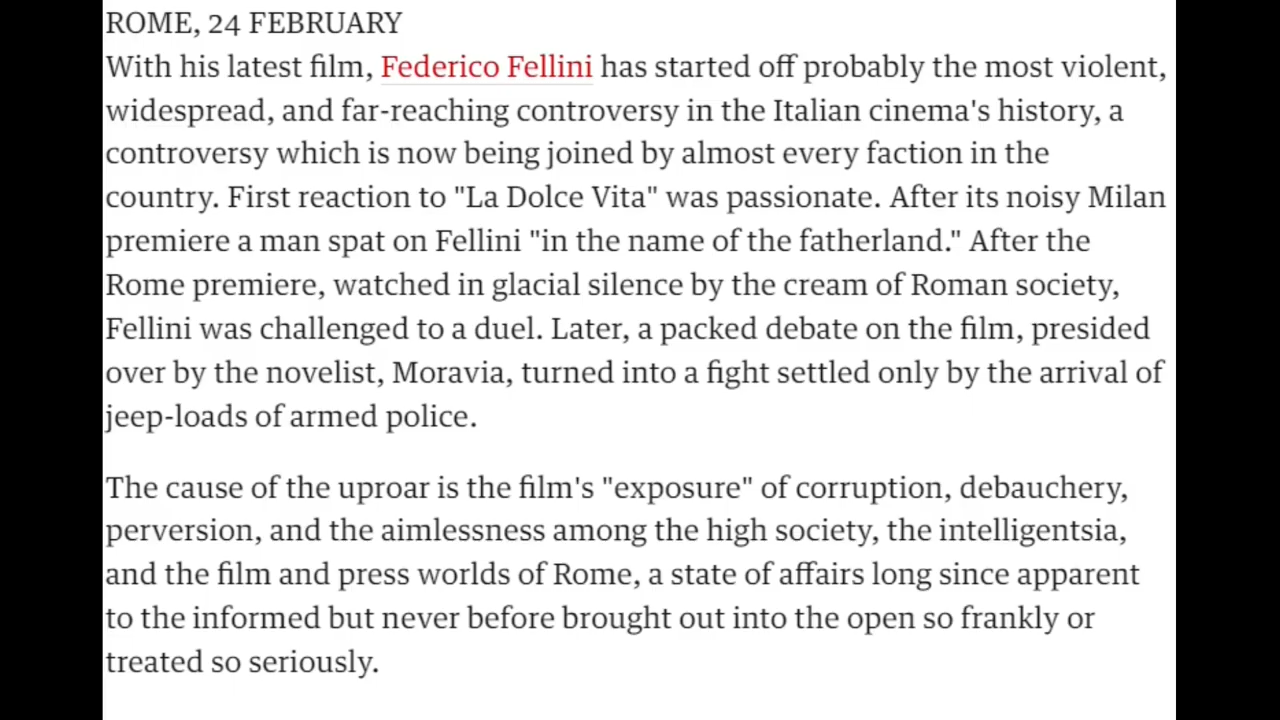 ROME, 24 FEBRUARY
With his latest film, Federico Fellini has started off probably the most violent,
widespread, and far-reaching controversy in the Italian cinema's history, a
controversy which is now being joined by almost every faction in the
country. First reaction to "La Dolce Vita" was passionate. After its noisy Milan
premiere a man spat on Fellini "in the name of the fatherland." After the
Rome premiere, watched in glacial silence by the cream of Roman society,
Fellini was challenged to a duel. Later, a packed debate on the film, presided
over by the novelist, Moravia, turned into a fight settled only by the arrival of
jeep-loads of armed police.
The cause of the uproar is the film's "exposure" of corruption, debauchery,
perversion, and the aimlessness among the high society, the intelligentsia,
and the film and press worlds of Rome, a state of affairs long since apparent
to the informed but never before brought out into the open so frankly or
treated so seriously.